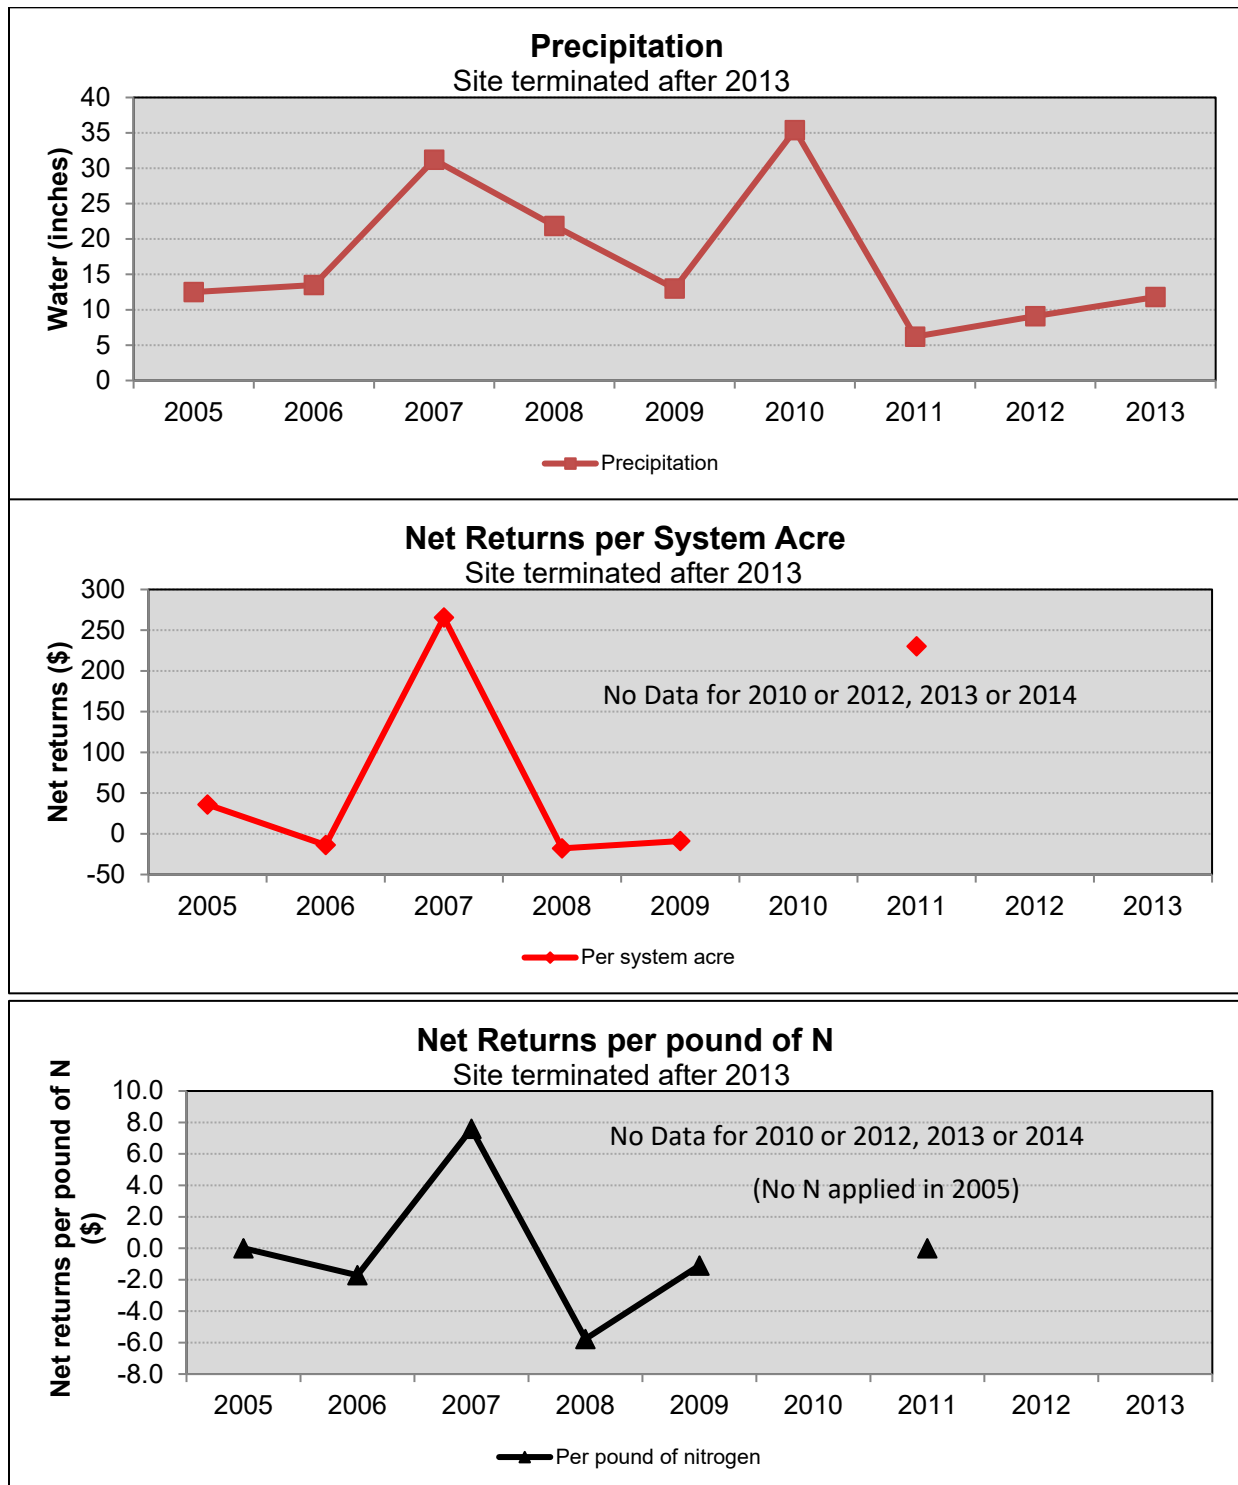 Precipitation
Site terminated after 2013
Water (inches)
40
35
30
25
20
15
10
5
0
2005 2006 2007 2008 2009 2010 2011 2012 2013
Precipitation
Net Returns per System Acre
Site terminated after 2013
Net returns ($)
300
250
200
150
100
50
0
-50
No Data for 2010 or 2012, 2013 or 2014
2005 2006 2007 2008 2009 2010 2011 2012 2013
Per system acre
Net Returns per pound of N
Site terminated after 2013
Net returns per pound of N
($)
10.0
8.0
6.0
4.0
2.0
0.0
-2.0
-4.0
-6.0
-8.0
No Data for 2010 or 2012, 2013 or 2014
(No N applied in 2005)
2005 2006 2007 2008 2009 2010 2011 2012 2013
Per pound of nitrogen